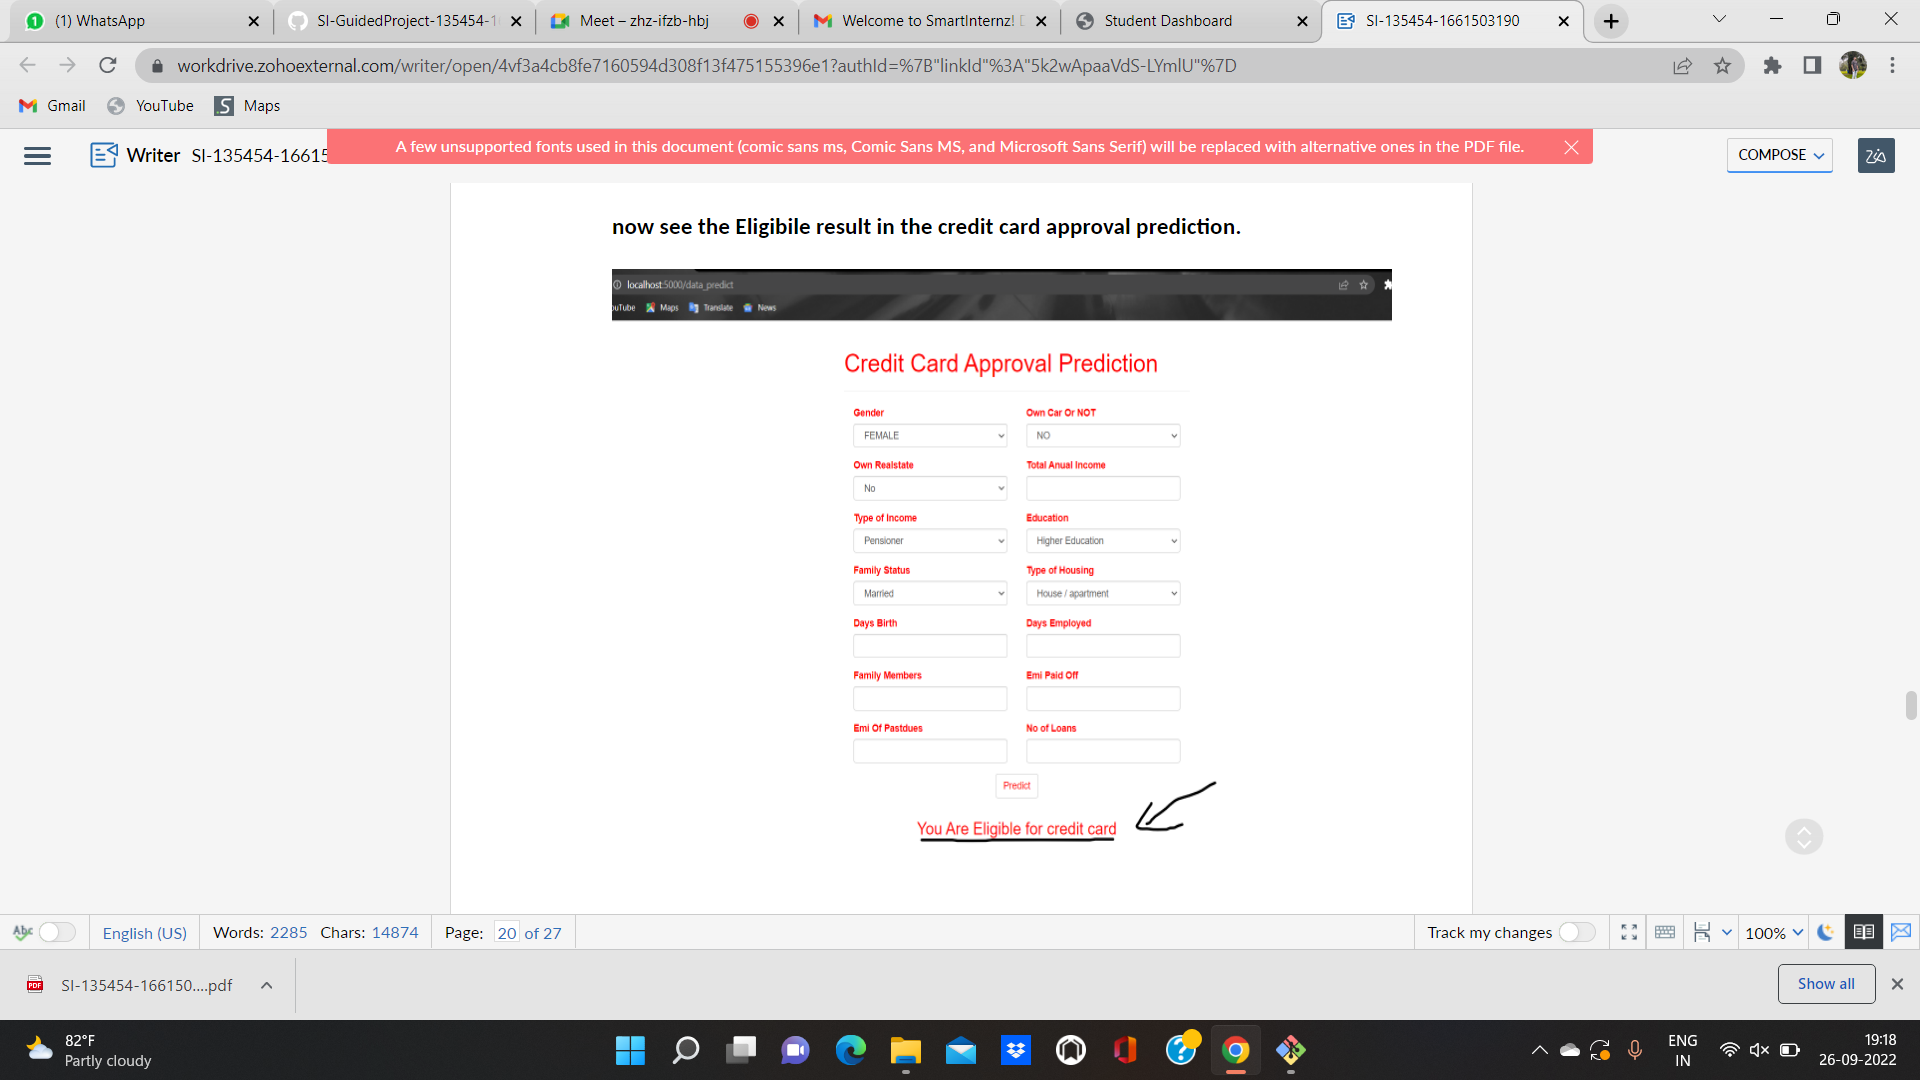 (1) WhatsApp
SI-GuidedProject-135454-1
Meet – zhz-ifzb-hbj
Welcome to SmartInternz!
Student Dashboard
SI-135454-1661503190
workdrive.zohoexternal.com/writer/open/4vf3a4cb8fe7160594d308f13f475155396e1?authId=%7B"linkId"%3A"5k2wApaaVdS-LYmlU"%7D
Gmail YouTube Maps
Writer SI-135454-16615
A few unsupported fonts used in this document (comic sans ms, Comic Sans MS, and Microsoft Sans Serif) will be replaced with alternative ones in the PDF file.
COMPOSE
now see the Eligibile result in the credit card approval prediction.
localhost:5000/data_predict
ouTube Maps Translate News
Credit Card Approval Prediction
Gender Own Car Or NOT
FEMALE NO
Own Realstate Total Anual Income
No
Type of Income Education
Pensioner Higher Education
Family Status Type of Housing
Married House / apartment
Days Birth Days Employed
Family Members Emi Paid Off
Emi Of Pastdues No of Loans
Predict
You Are Eligible for credit card
Abc English (US) Words: 2285 Chars: 14874 Page: 20 of 27 Track my changes 100%
SI-135454-166150....pdf
Show all
82°F
Partly cloudy
ENG
IN
19:18
26-09-2022